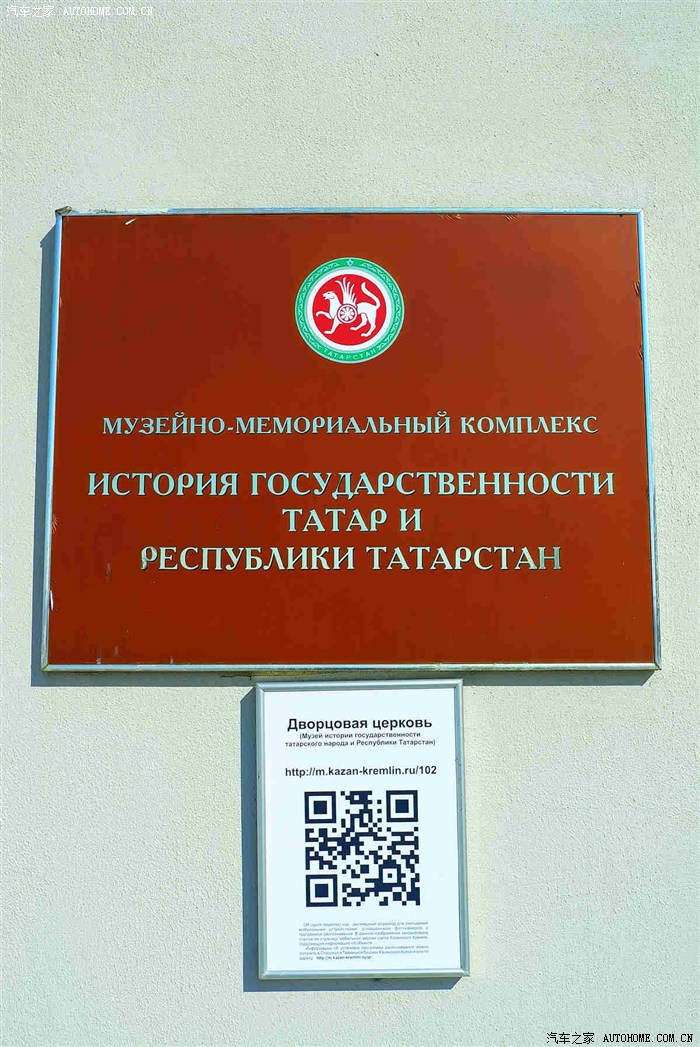 汽车之家 AUTOHOME.COM.CN
ТАТАРСТАН
МУЗЕЙНО-МЕМОРИАЛЬНЫЙ КОМПЛЕКС
ИСТОРИЯ ГОСУДАРСТВЕННОСТИ
ТАТАР И
РЕСПУБЛИКИ ТАТАРСТАН
Дворцовая церковь
(Музей истории государственности
татарского народа и Республики Татарстан)
http://m.kazan-kremlin.ru/102
汽车之家 AUTOHOME.COM.CN